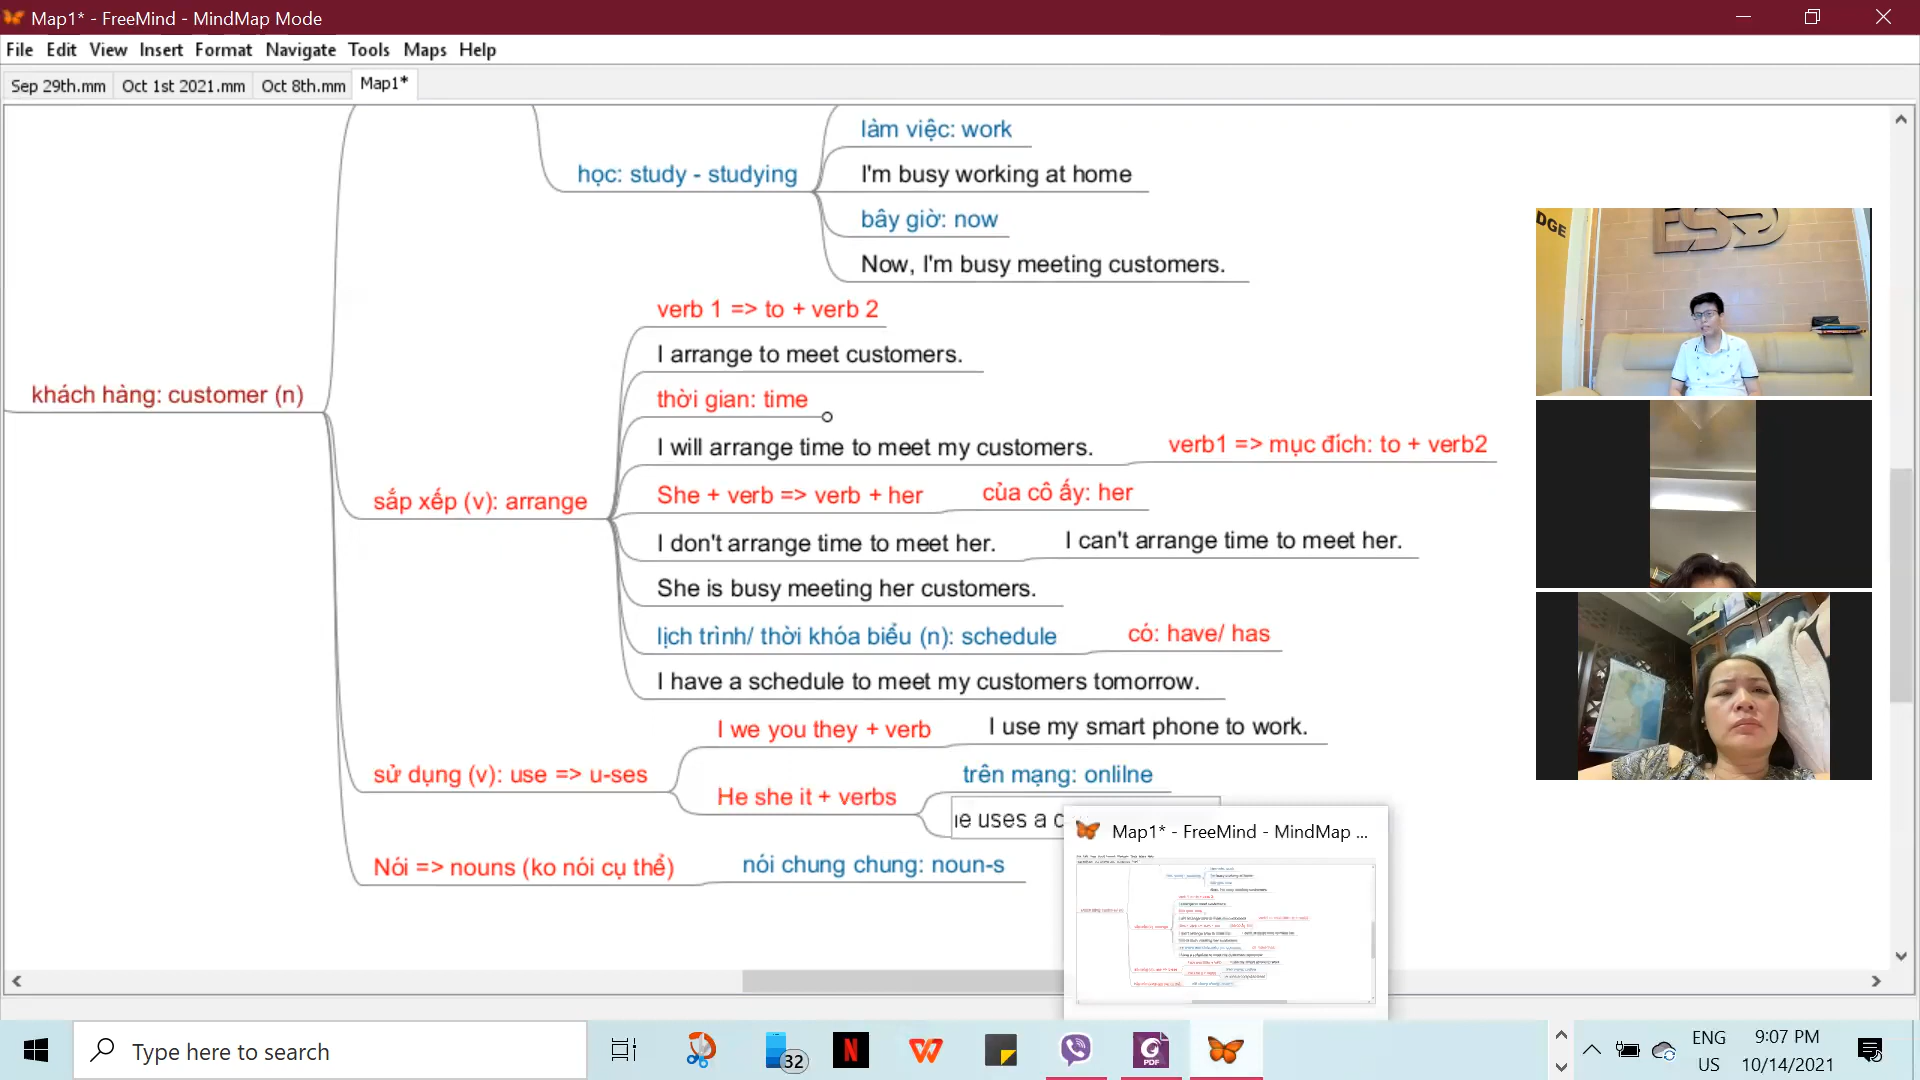 Map1* - FreeMind - MindMap Mode
File Edit View Insert Format Navigate Tools Maps Help
Sep 29th.mm Oct 1st 2021.mm Oct 8th.mm Map1*
làm việc: work
học: study - studying
I'm busy working at home
bây giờ: now
Now, I'm busy meeting customers.
verb 1 => to + verb 2
I arrange to meet customers.
khách hàng: customer (n)
thời gian: time
I will arrange time to meet my customers.
verb1 => mục đích: to + verb2
sắp xếp (v): arrange
She + verb => verb + her
của cô ấy: her
I don't arrange time to meet her.
I can't arrange time to meet her.
She is busy meeting her customers.
lịch trình/ thời khóa biểu (n): schedule
có: have/ has
I have a schedule to meet my customers tomorrow.
I we you they + verb
I use my smart phone to work.
sử dụng (v): use => u-ses
trên mạng: onlilne
He she it + verbs
uses a
Nói => nouns (ko nói cụ thể)
nói chung chung: noun-s
Map1* - FreeMind - MindMap ...
DGE
ESD
Type here to search
32
N
W
PDF
ENG
US
9:07 PM
10/14/2021